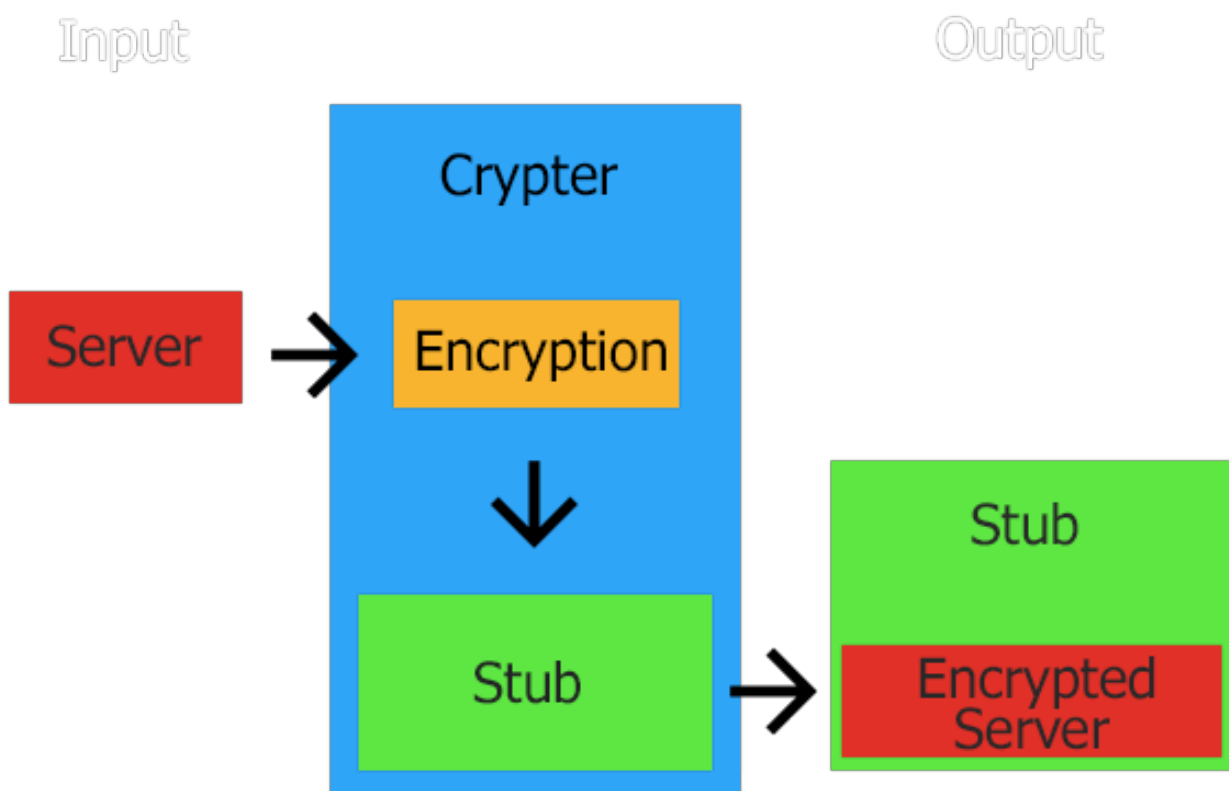 Input
Output
Crypter
Server
Encryption
Stub
Stub
Encrypted
Server